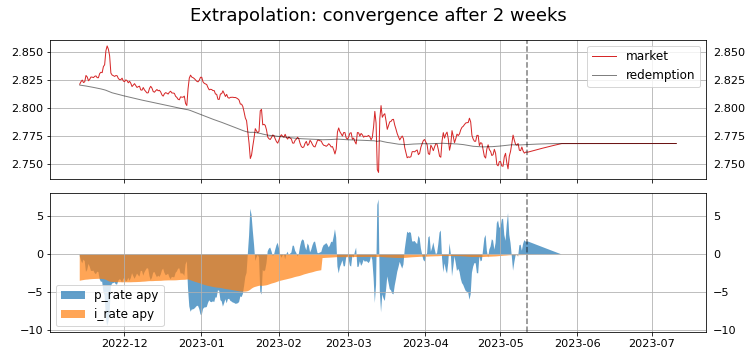 Extrapolation: convergence after 2 weeks
2.850 2.850
2.825 2.825
2.800 2.800
2.775 2.775
2.750 2.750
market
redemption
5 5
0 0
−5 −5
−10 −10
p_rate apy
i_rate apy
2022-12 2023-01 2023-02 2023-03 2023-04 2023-05 2023-06 2023-07